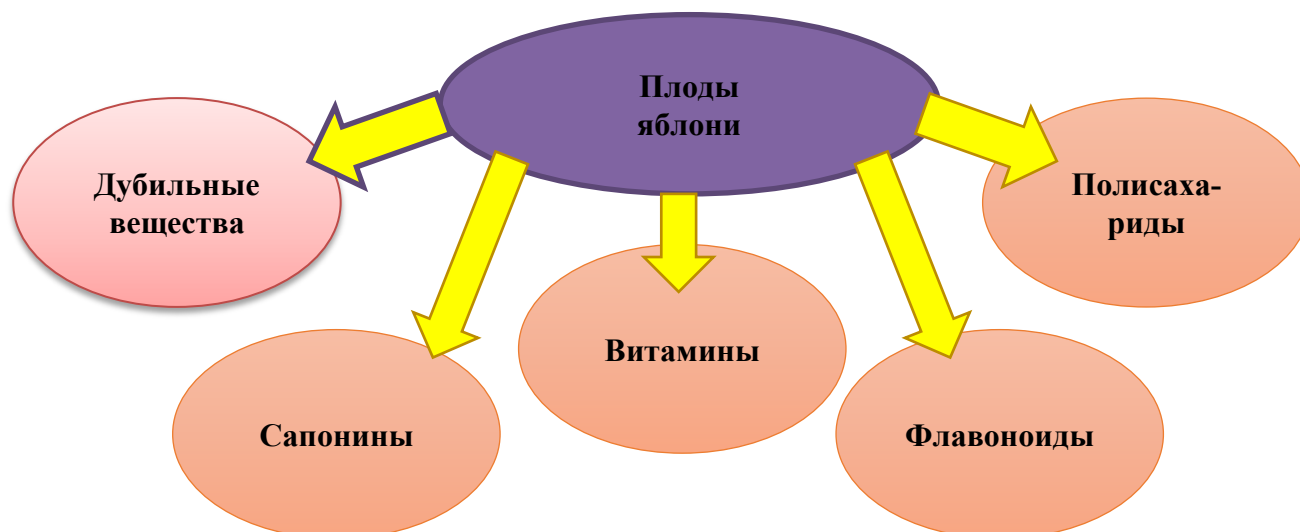 Плоды
яблони
Дубильные
вещества
Полисаха-
риды
Витамины
Сапонины
Флавоноиды